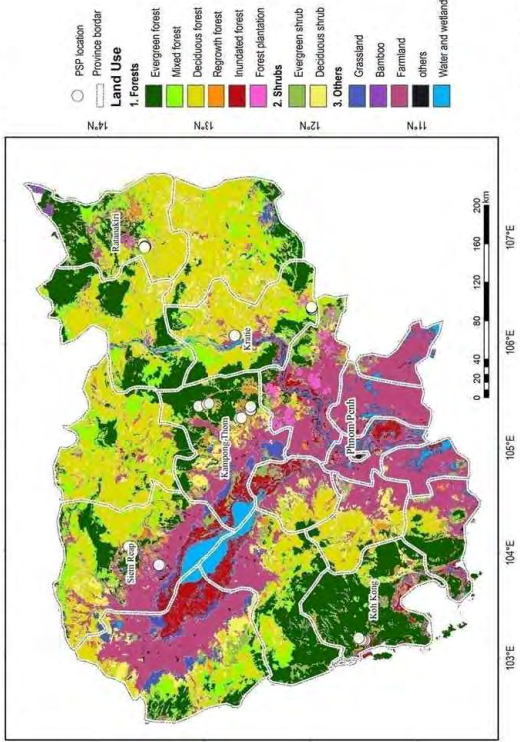 PSP location
Province bordar
Land Use
1. Forests
Evergreen forest
Mixed forest
Deciduous forest
Regrowth forest
Inundated forest
Forest plantation
2. Shrubs
Evergreen shrub
Deciduous shrub
3. Others
Grassland
Bamboo
Farmland
others
Water and wetland
14°N
13°N
12°N
11°N
Ratanakiri
Siem Reap
Kratie
Kampong Thom
Phnom Penh
Koh Kong
0 20 40 80 120 160 200
km
103°E
104°E
105°E
106°E
107°E